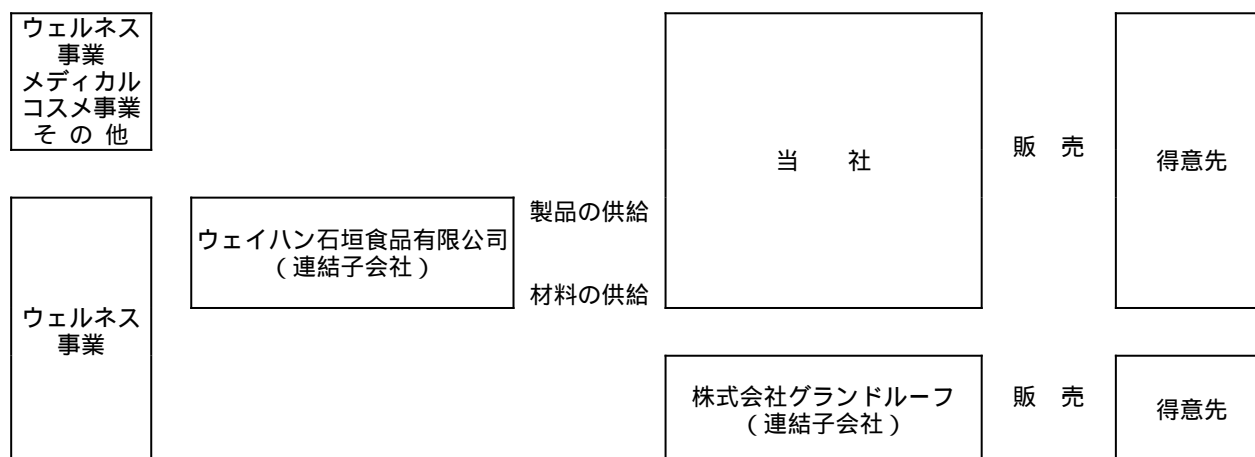 ウェルネス
事業
メディカル
コスメ事業
そ の 他
当　　社
販　売
得意先
製品の供給
ウェイハン石垣食品有限公司
（連結子会社）
材料の供給
ウェルネス
事業
株式会社グランドルーフ
（連結子会社）
販　売
得意先